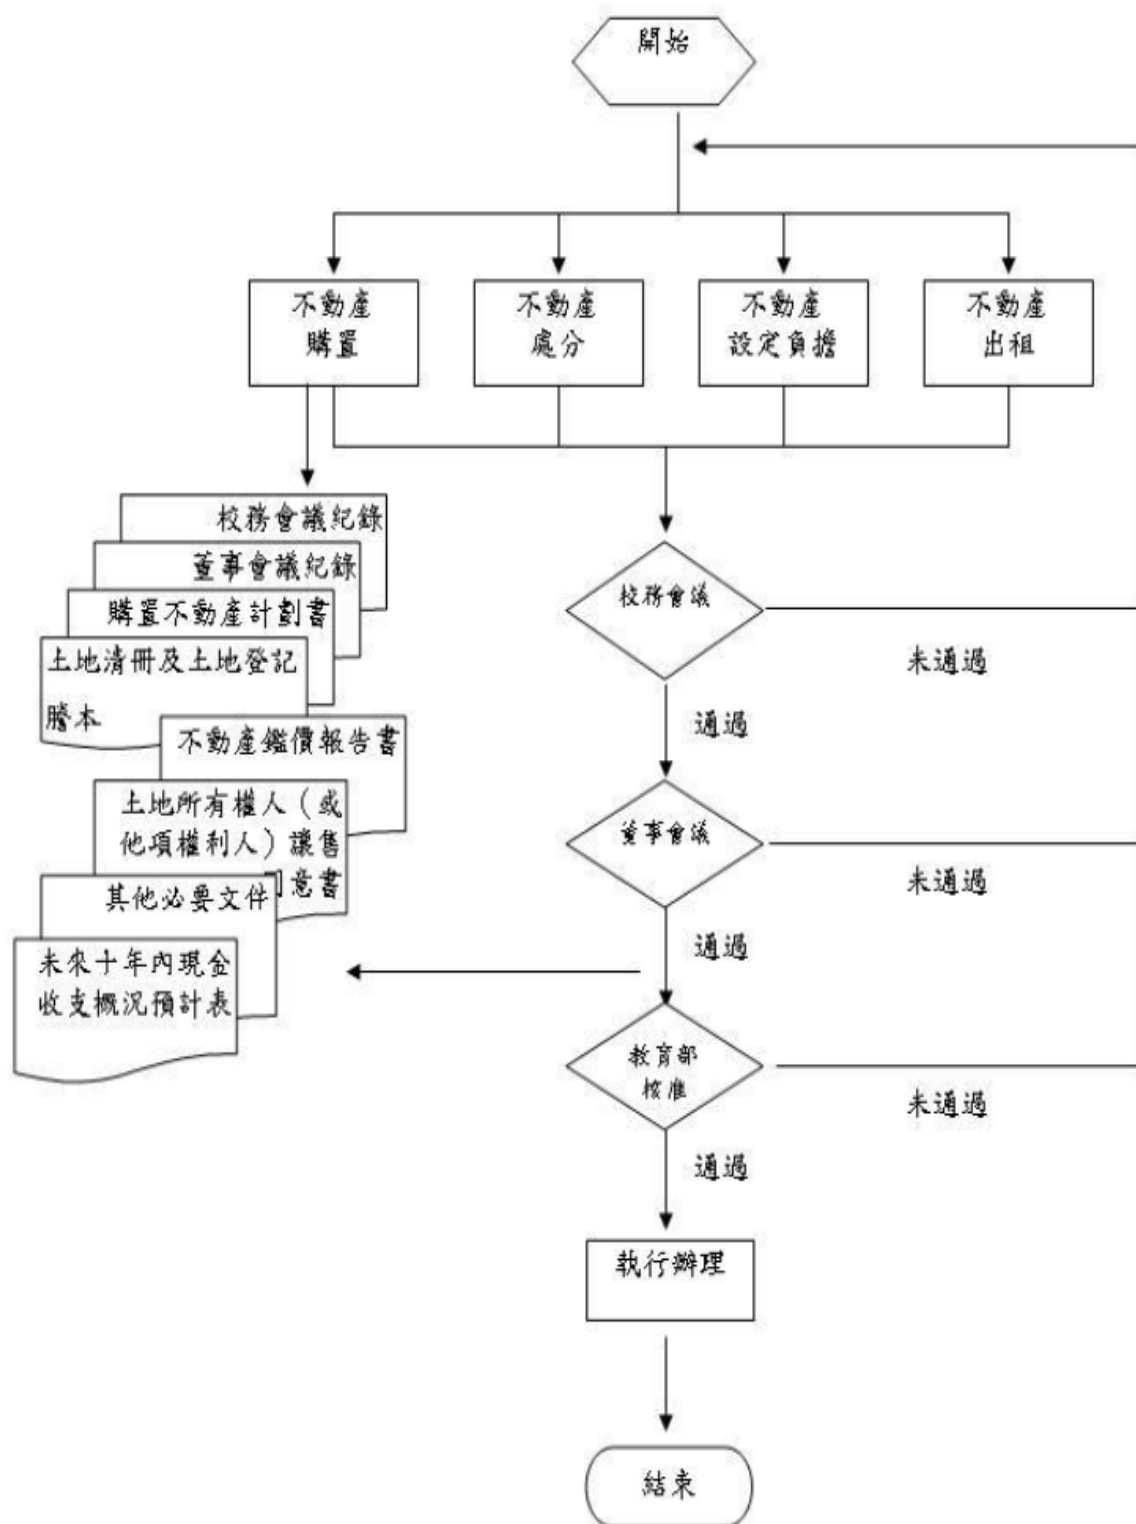 開始
不動產
購置
不動產
處分
不動產
設定負擔
不動產
出租
校務會議紀錄
董事會議紀錄
購置不動產計劃書
土地清冊及土地登記
謄本
不動產鑑價報告書
土地所有權人（或
他項權利人）讓售
意書
其他必要文件
未來十年內現金
收支概況預計表
校務會議
未通過
通過
董事會議
未通過
通過
教育部
核准
未通過
通過
執行辦理
結束